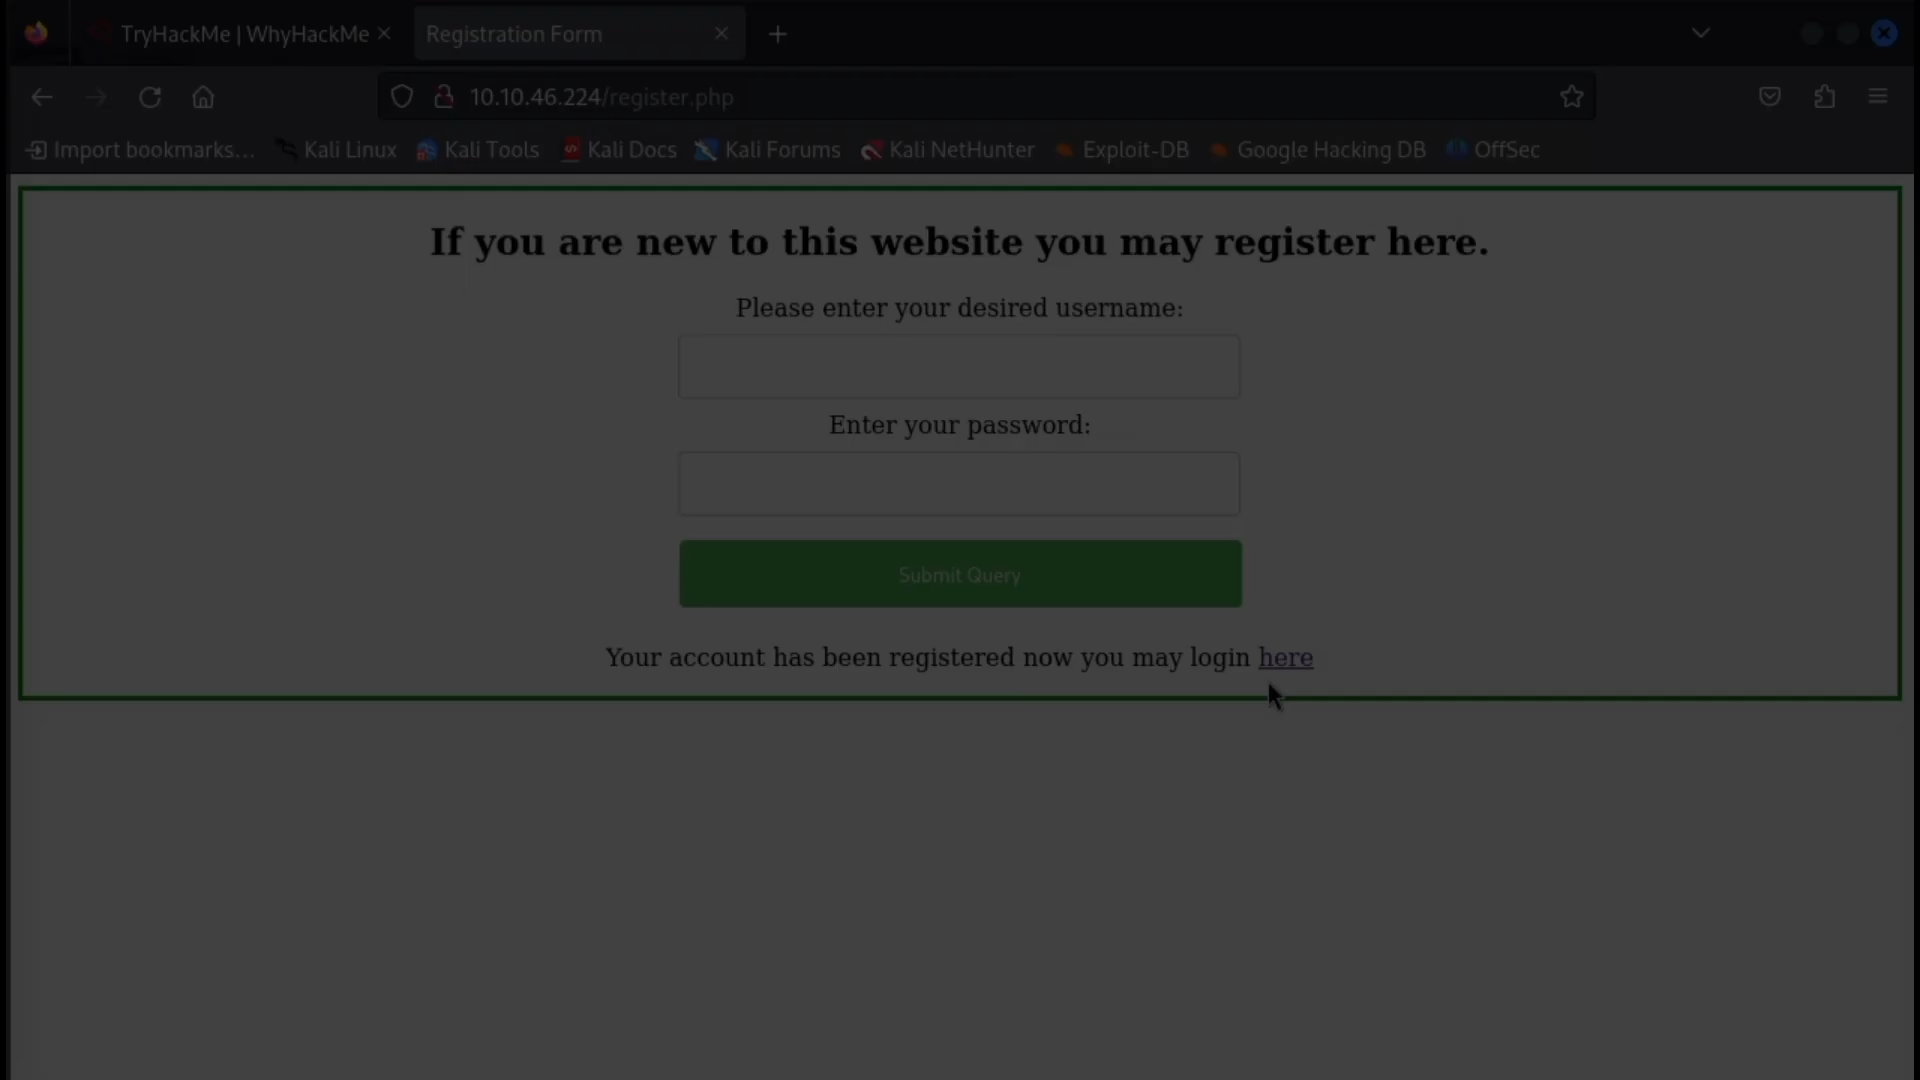 TryHackMe | WhyHackMe
Registration Form
10.10.46.224/register.php
Import bookmarks...
Kali Linux
Kali Tools
Kali Docs
Kali Forums
Kali NetHunter
Exploit-DB
Google Hacking DB
OffSec
If you are new to this website you may register here.
Please enter your desired username:
Enter your password:
Submit Query
Your account has been registered now you may login here